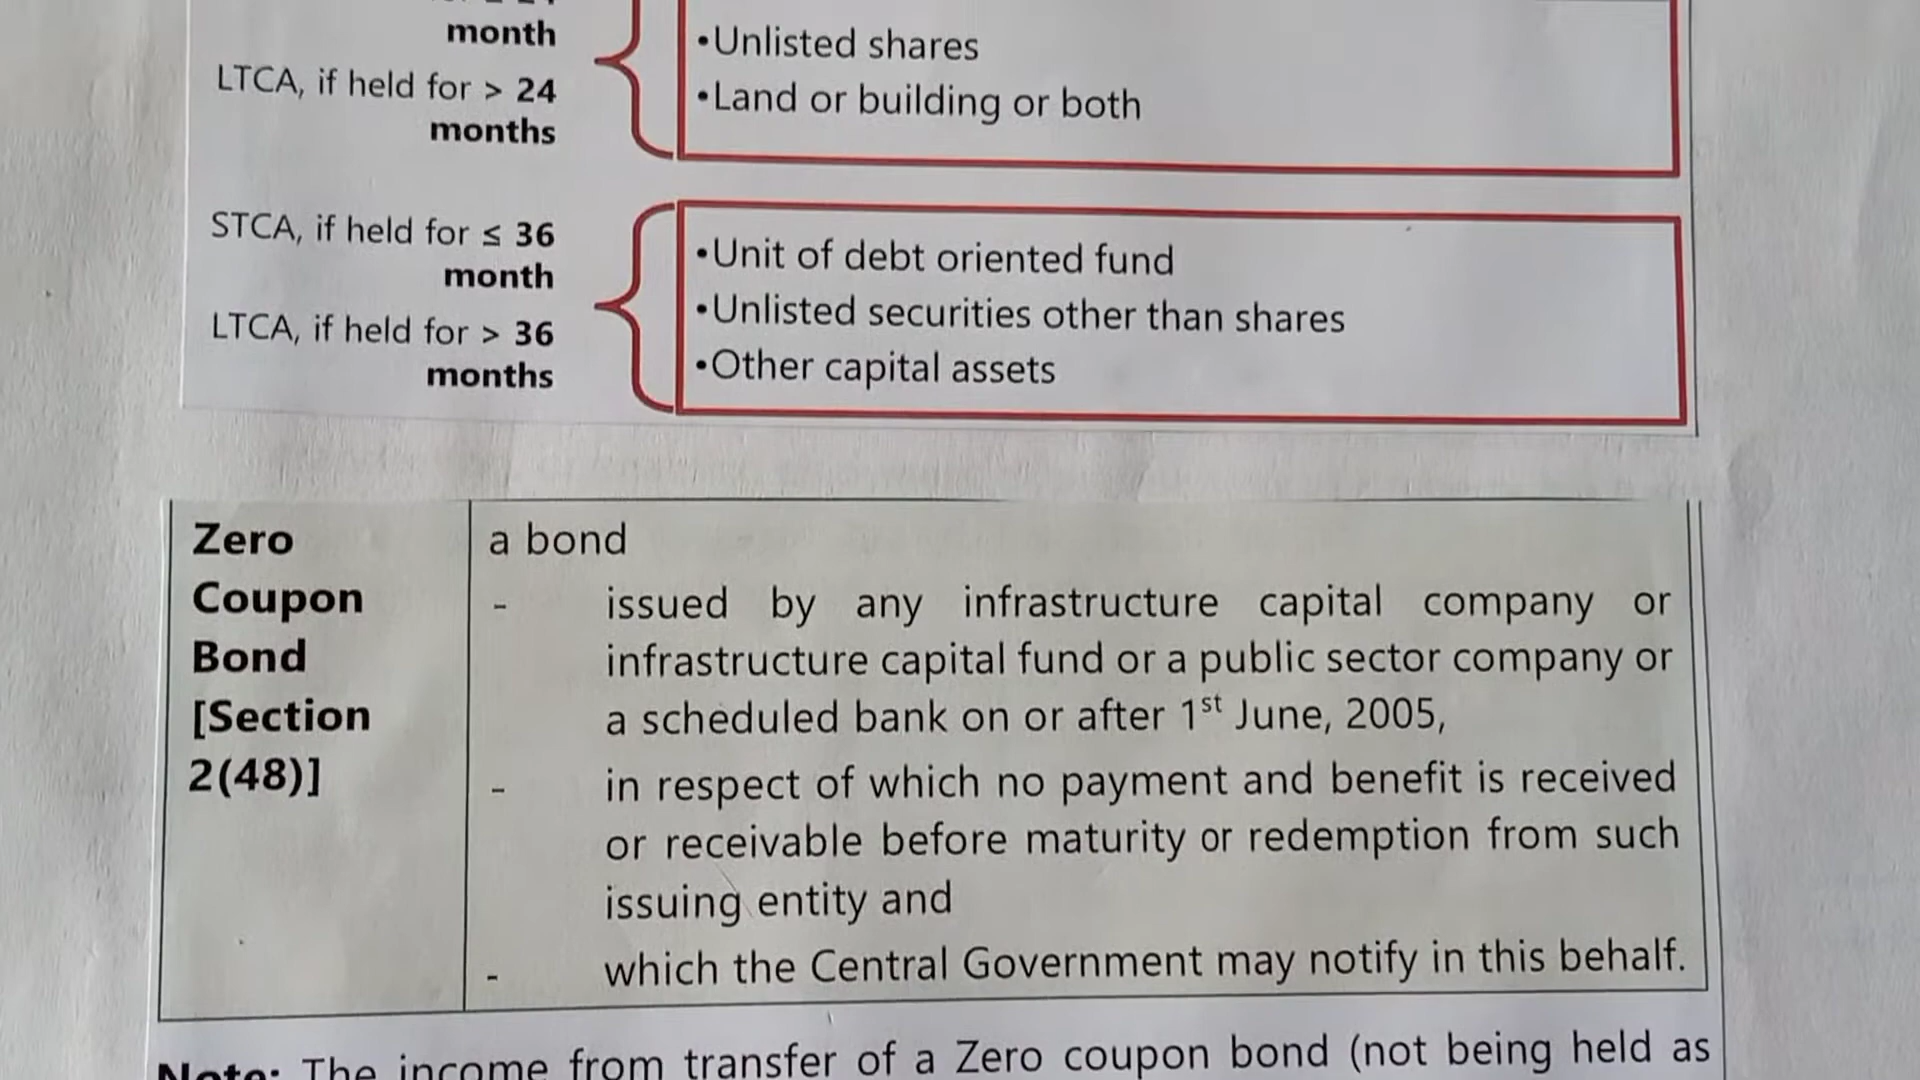 month
LTCA, if held for > 24
months
•Unlisted shares
•Land or building or both
STCA, if held for ≤ 36
month
LTCA, if held for > 36
months
•Unit of debt oriented fund
•Unlisted securities other than shares
•Other capital assets
Zero
Coupon
Bond
[Section
2(48)]
a bond
- issued by any infrastructure capital company or
infrastructure capital fund or a public sector company or
a scheduled bank on or after 1st June, 2005,
- in respect of which no payment and benefit is received
or receivable before maturity or redemption from such
issuing entity and
- which the Central Government may notify in this behalf.
Note: The income from transfer of a Zero coupon bond (not being held as